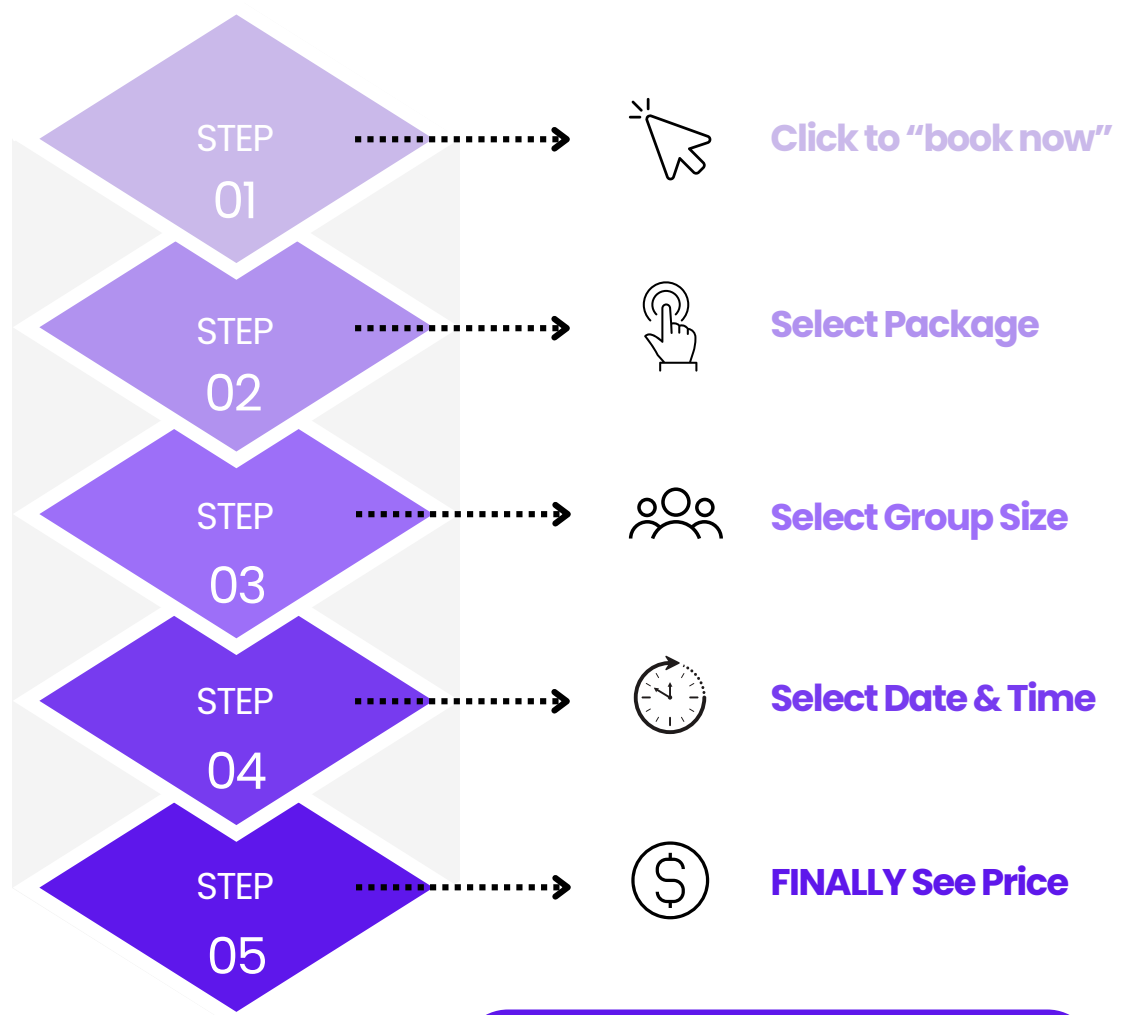 STEP
01
Click to “book now”
STEP
02
Select Package
STEP
03
Select Group Size
STEP
04
Select Date & Time
STEP
05
FINALLY See Price